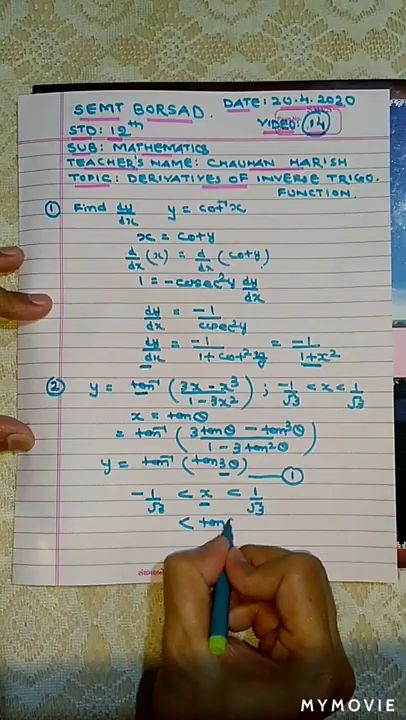 SEMT BORSAD. DATE: 20.4.2020
STD: 12th VIDEO: 14
SUB: MATHEMATICS
TEACHER'S NAME: CHAUHAN HARISH
TOPIC: DERIVATIVES OF INVERSE TRIGO.
FUNCTION.
① Find dy/dx y = cot⁻¹x
x = coty
d/dx (x) = d/dx (coty)
1 = -cosec²y dy/dx
dy/dx = -1/cosec²y
dy/dx = -1/1+cot²y = -1/1+x²
② y = tan⁻¹ (3x - x³/1 - 3x²) ; -1/√3 < x < 1/√3
x = tanθ
= tan⁻¹ (3tanθ - tan³θ/1 - 3tan²θ)
y = tan⁻¹ (tan3θ) ——①
-1/√3 < x < 1/√3
< tan
MYMOVIE